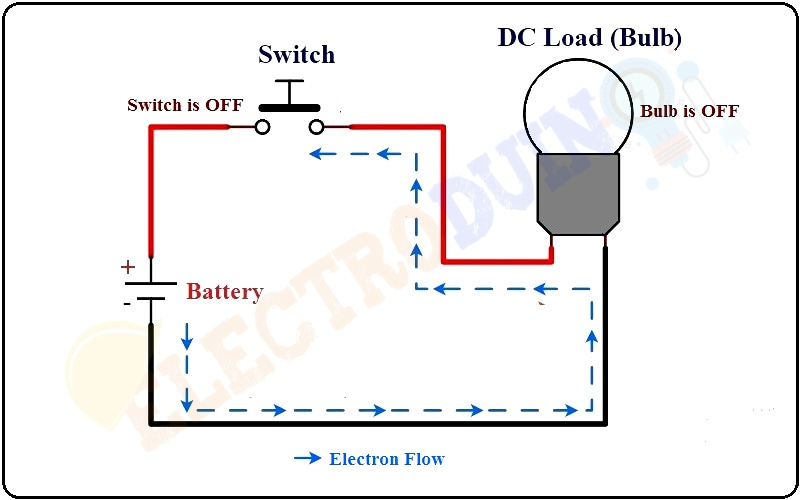 DC Load (Bulb)
Switch
Switch is OFF
Bulb is OFF
+
Battery
-
Electron Flow
ELECTRODUINO